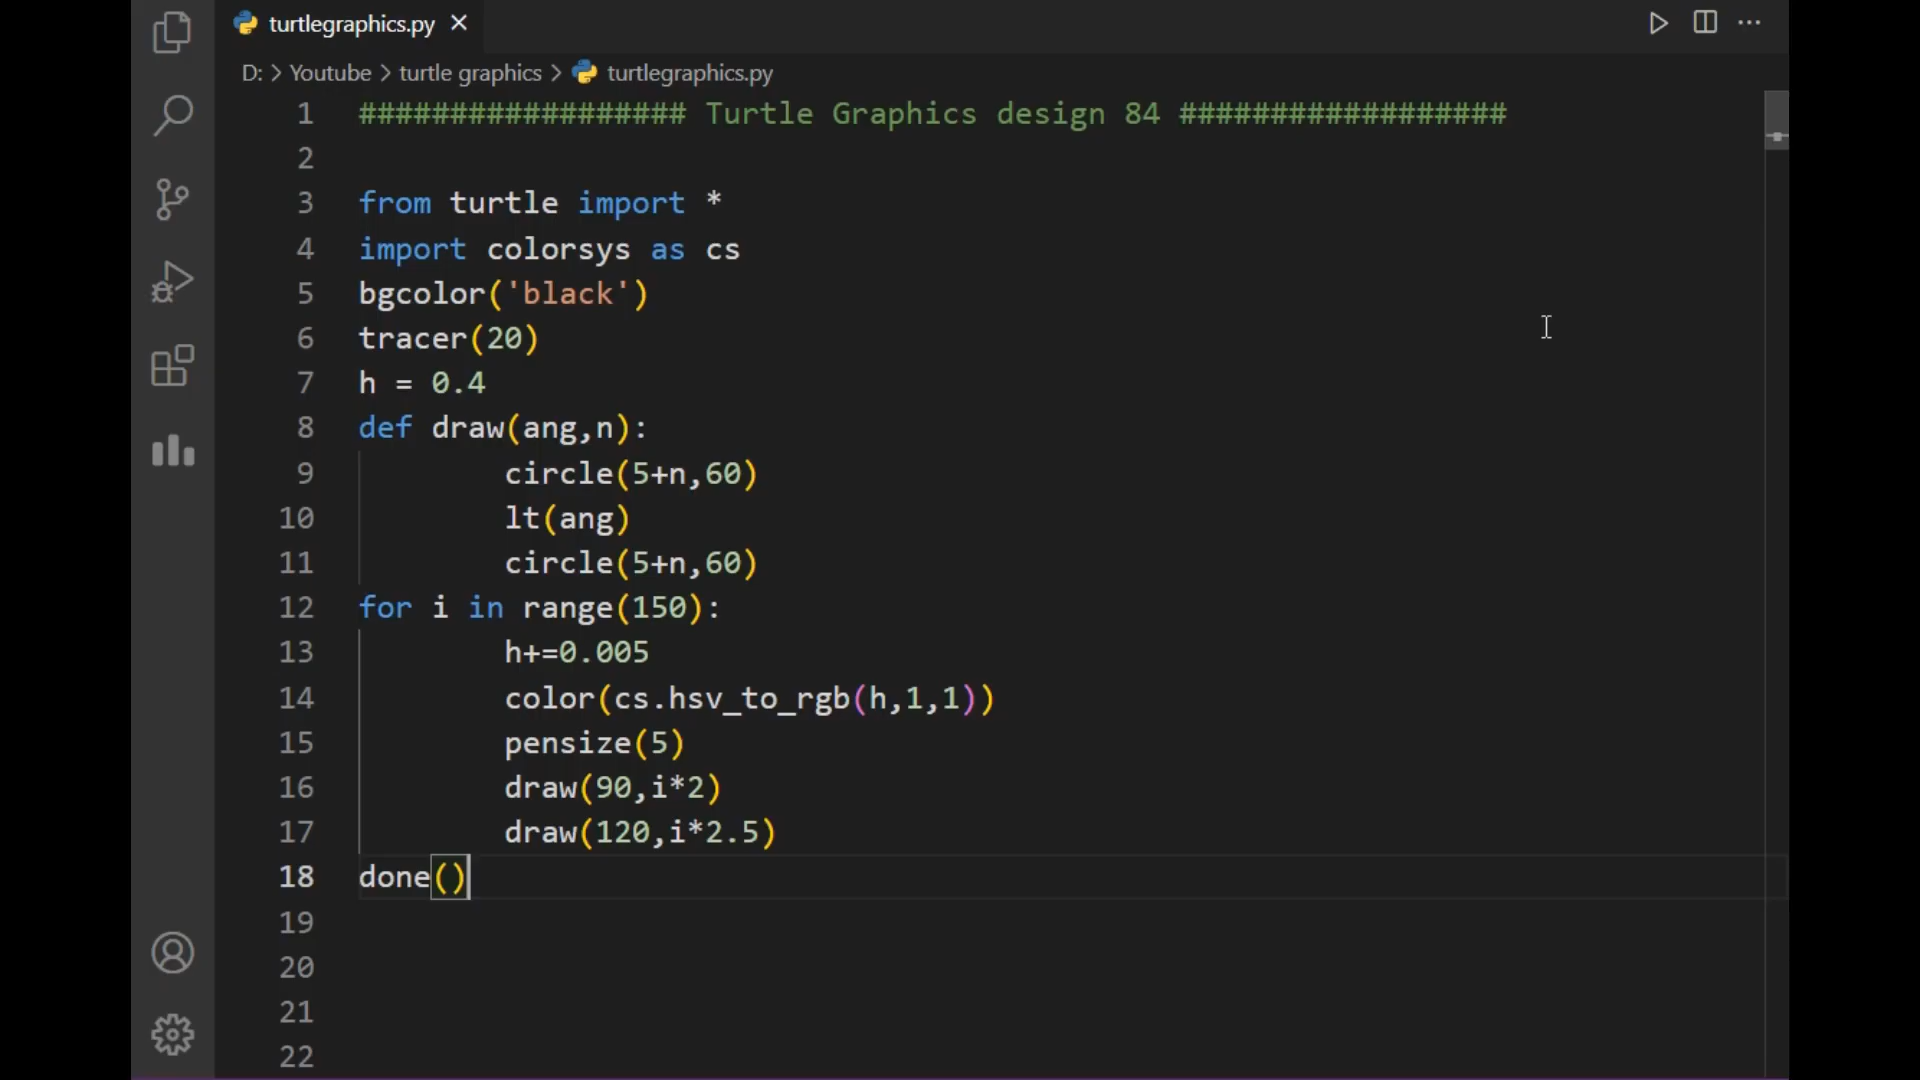 turtlegraphics.py
D: > Youtube > turtle graphics > turtlegraphics.py
1 ################## Turtle Graphics design 84 ##################
2
3 from turtle import *
4 import colorsys as cs
5 bgcolor('black')
6 tracer(20)
7 h = 0.4
8 def draw(ang,n):
9         circle(5+n,60)
10         lt(ang)
11         circle(5+n,60)
12 for i in range(150):
13         h+=0.005
14         color(cs.hsv_to_rgb(h,1,1))
15         pensize(5)
16         draw(90,i*2)
17         draw(120,i*2.5)
18 done()
19
20
21
22